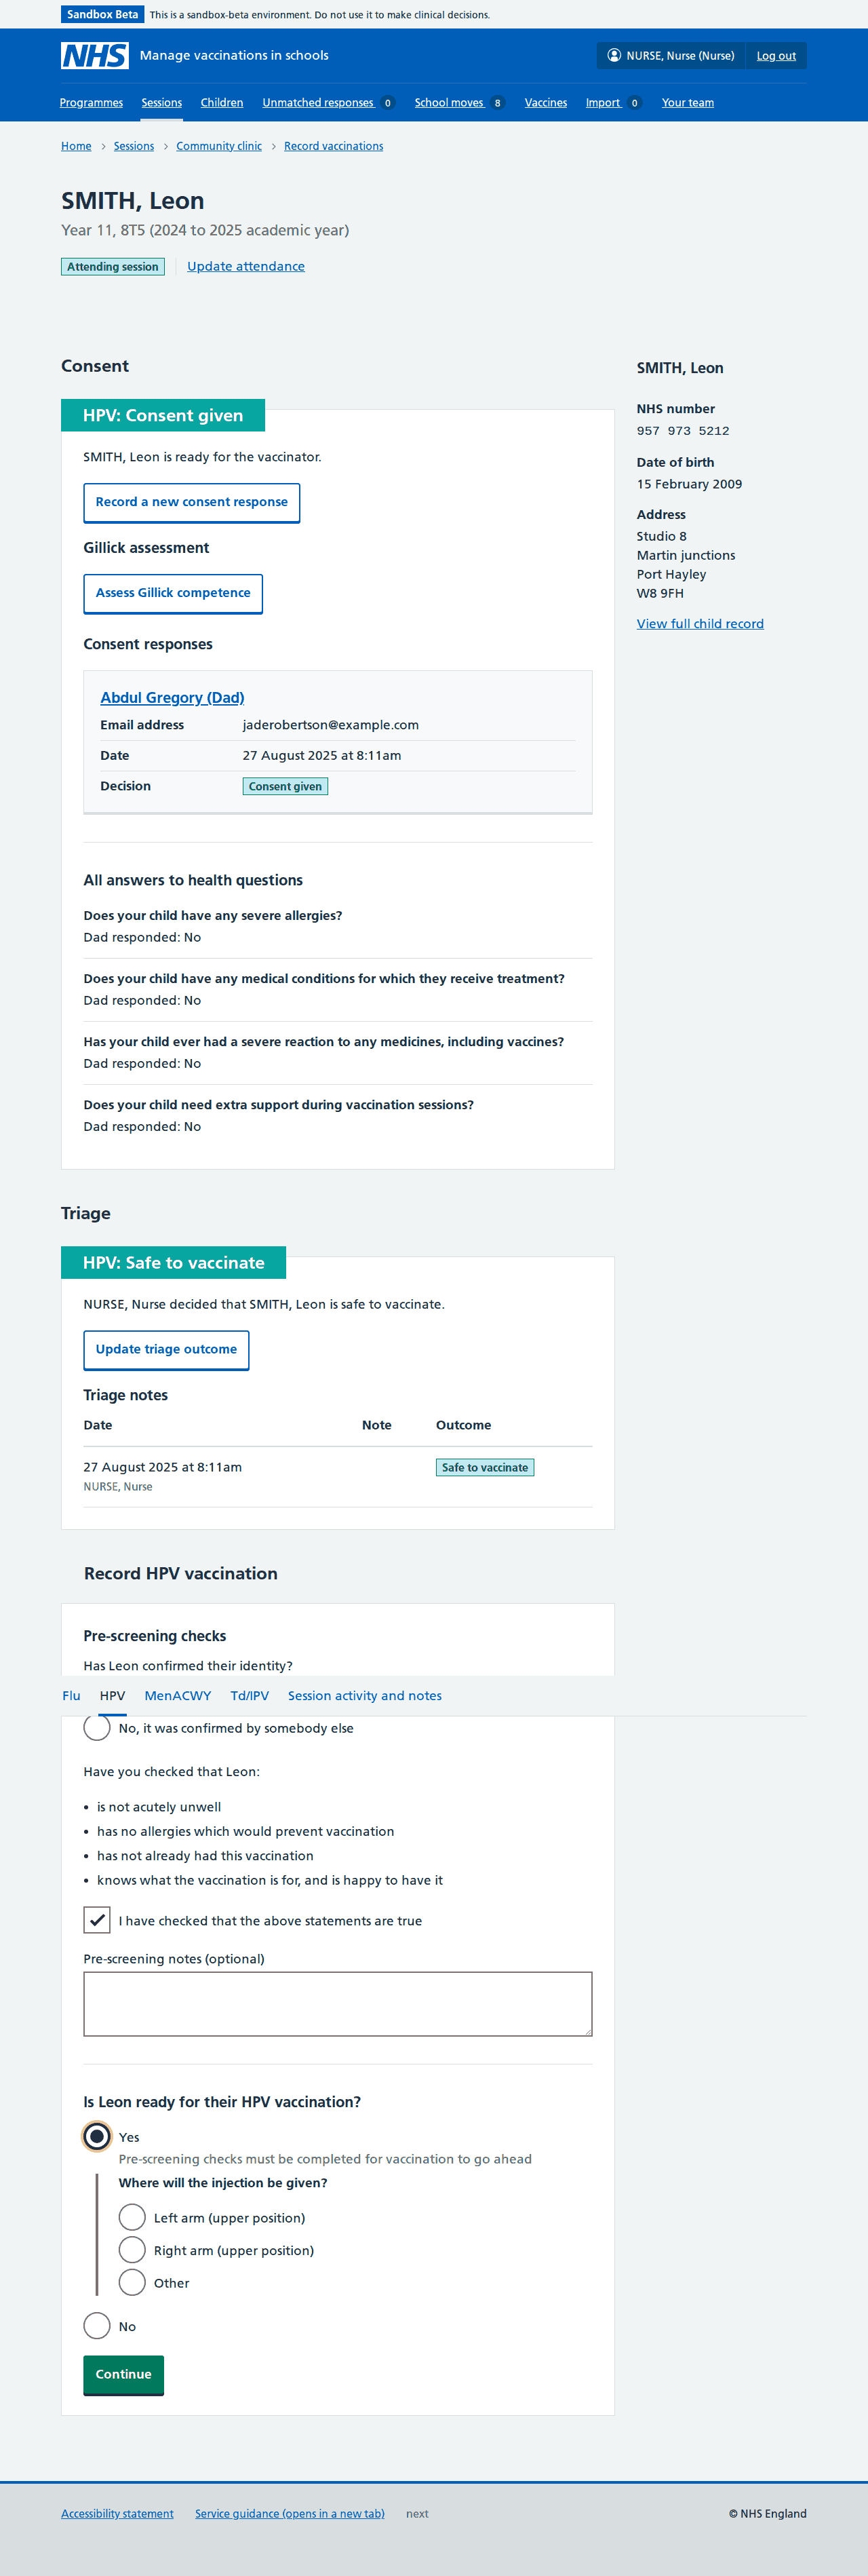 Sandbox Beta This is a sandbox-beta environment. Do not use it to make clinical decisions.
NHS Manage vaccinations in schools NURSE, Nurse (Nurse) Log out
Programmes Sessions Children Unmatched responses 0 School moves 8 Vaccines Import 0 Your team
Home Sessions Community clinic Record vaccinations
SMITH, Leon
Year 11, 8T5 (2024 to 2025 academic year)
Attending session Update attendance
Consent
HPV: Consent given
SMITH, Leon is ready for the vaccinator.
Record a new consent response
Gillick assessment
Assess Gillick competence
Consent responses
Abdul Gregory (Dad)
Email address jaderobertson@example.com
Date 27 August 2025 at 8:11am
Decision Consent given
All answers to health questions
Does your child have any severe allergies?
Dad responded: No
Does your child have any medical conditions for which they receive treatment?
Dad responded: No
Has your child ever had a severe reaction to any medicines, including vaccines?
Dad responded: No
Does your child need extra support during vaccination sessions?
Dad responded: No
SMITH, Leon
NHS number
957 973 5212
Date of birth
15 February 2009
Address
Studio 8
Martin junctions
Port Hayley
W8 9FH
View full child record
Triage
HPV: Safe to vaccinate
NURSE, Nurse decided that SMITH, Leon is safe to vaccinate.
Update triage outcome
Triage notes
Date Note Outcome
27 August 2025 at 8:11am Safe to vaccinate
NURSE, Nurse
Record HPV vaccination
Pre-screening checks
Has Leon confirmed their identity?
Flu HPV MenACWY Td/IPV Session activity and notes
No, it was confirmed by somebody else
Have you checked that Leon:
• is not acutely unwell
• has no allergies which would prevent vaccination
• has not already had this vaccination
• knows what the vaccination is for, and is happy to have it
I have checked that the above statements are true
Pre-screening notes (optional)
Is Leon ready for their HPV vaccination?
Yes
Pre-screening checks must be completed for vaccination to go ahead
Where will the injection be given?
Left arm (upper position)
Right arm (upper position)
Other
No
Continue
Accessibility statement Service guidance (opens in a new tab) next © NHS England